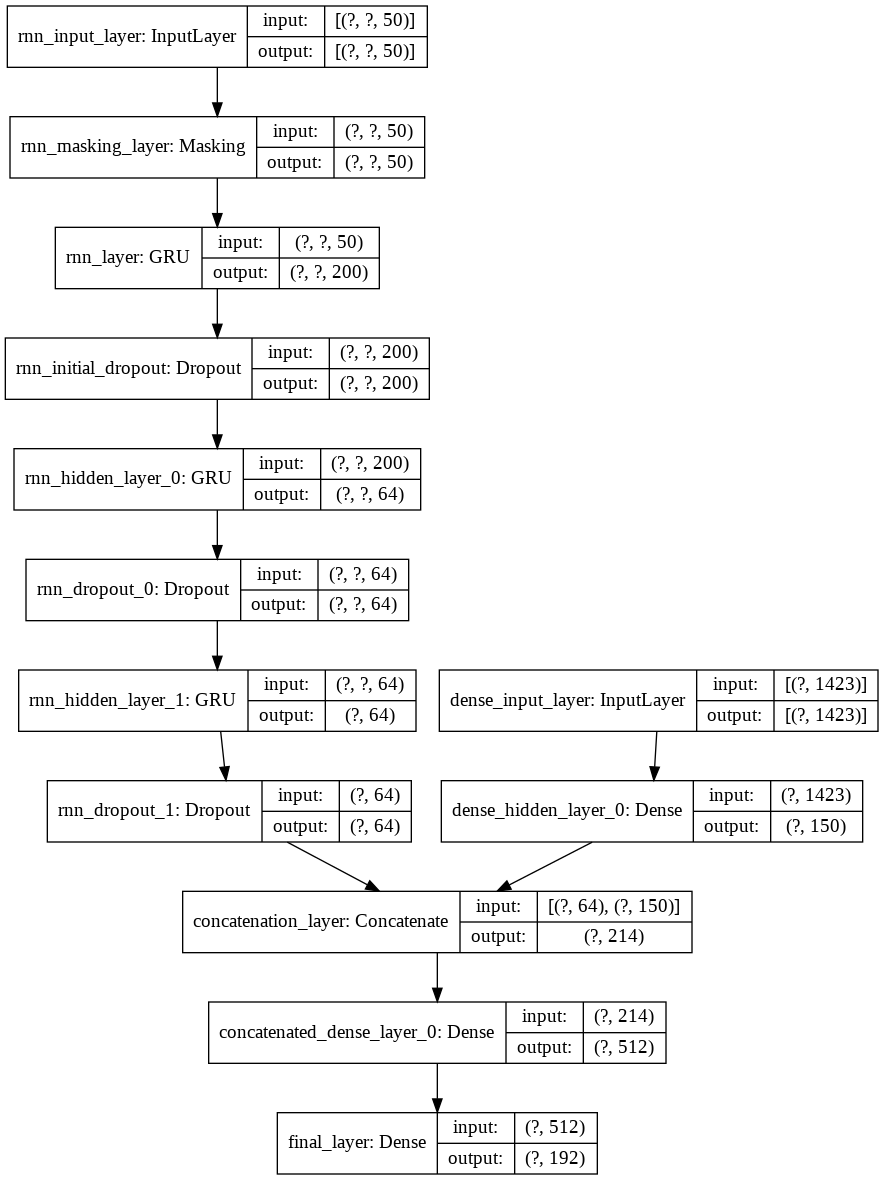 rnn_input_layer: InputLayer input: [(?, ?, 50)]
output: [(?, ?, 50)]
rnn_masking_layer: Masking input: (?, ?, 50)
output: (?, ?, 50)
rnn_layer: GRU input: (?, ?, 50)
output: (?, ?, 200)
rnn_initial_dropout: Dropout input: (?, ?, 200)
output: (?, ?, 200)
rnn_hidden_layer_0: GRU input: (?, ?, 200)
output: (?, ?, 64)
rnn_dropout_0: Dropout input: (?, ?, 64)
output: (?, ?, 64)
rnn_hidden_layer_1: GRU input: (?, ?, 64)
output: (?, 64)
dense_input_layer: InputLayer input: [(?, 1423)]
output: [(?, 1423)]
rnn_dropout_1: Dropout input: (?, 64)
output: (?, 64)
dense_hidden_layer_0: Dense input: (?, 1423)
output: (?, 150)
concatenation_layer: Concatenate input: [(?, 64), (?, 150)]
output: (?, 214)
concatenated_dense_layer_0: Dense input: (?, 214)
output: (?, 512)
final_layer: Dense input: (?, 512)
output: (?, 192)